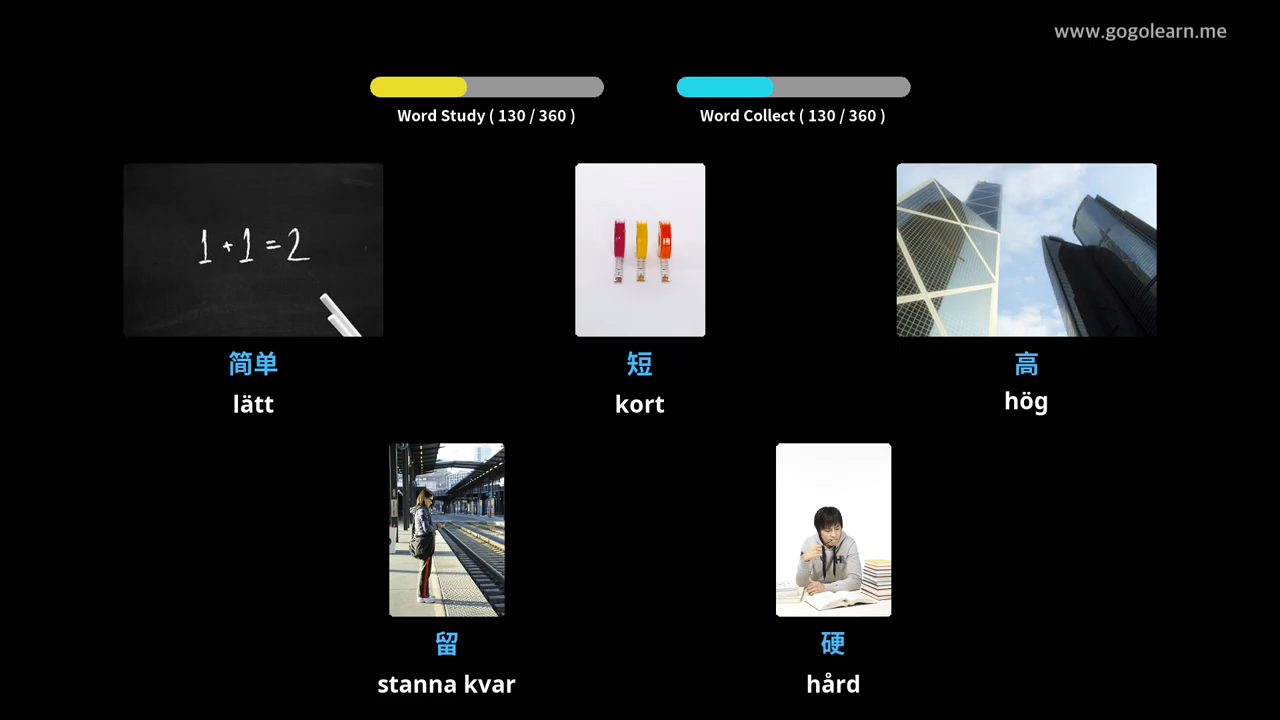 www.gogolearn.me
Word Study ( 130 / 360 )
Word Collect ( 130 / 360 )
1 + 1 = 2
简单
lätt
短
kort
高
hög
留
stanna kvar
硬
hård